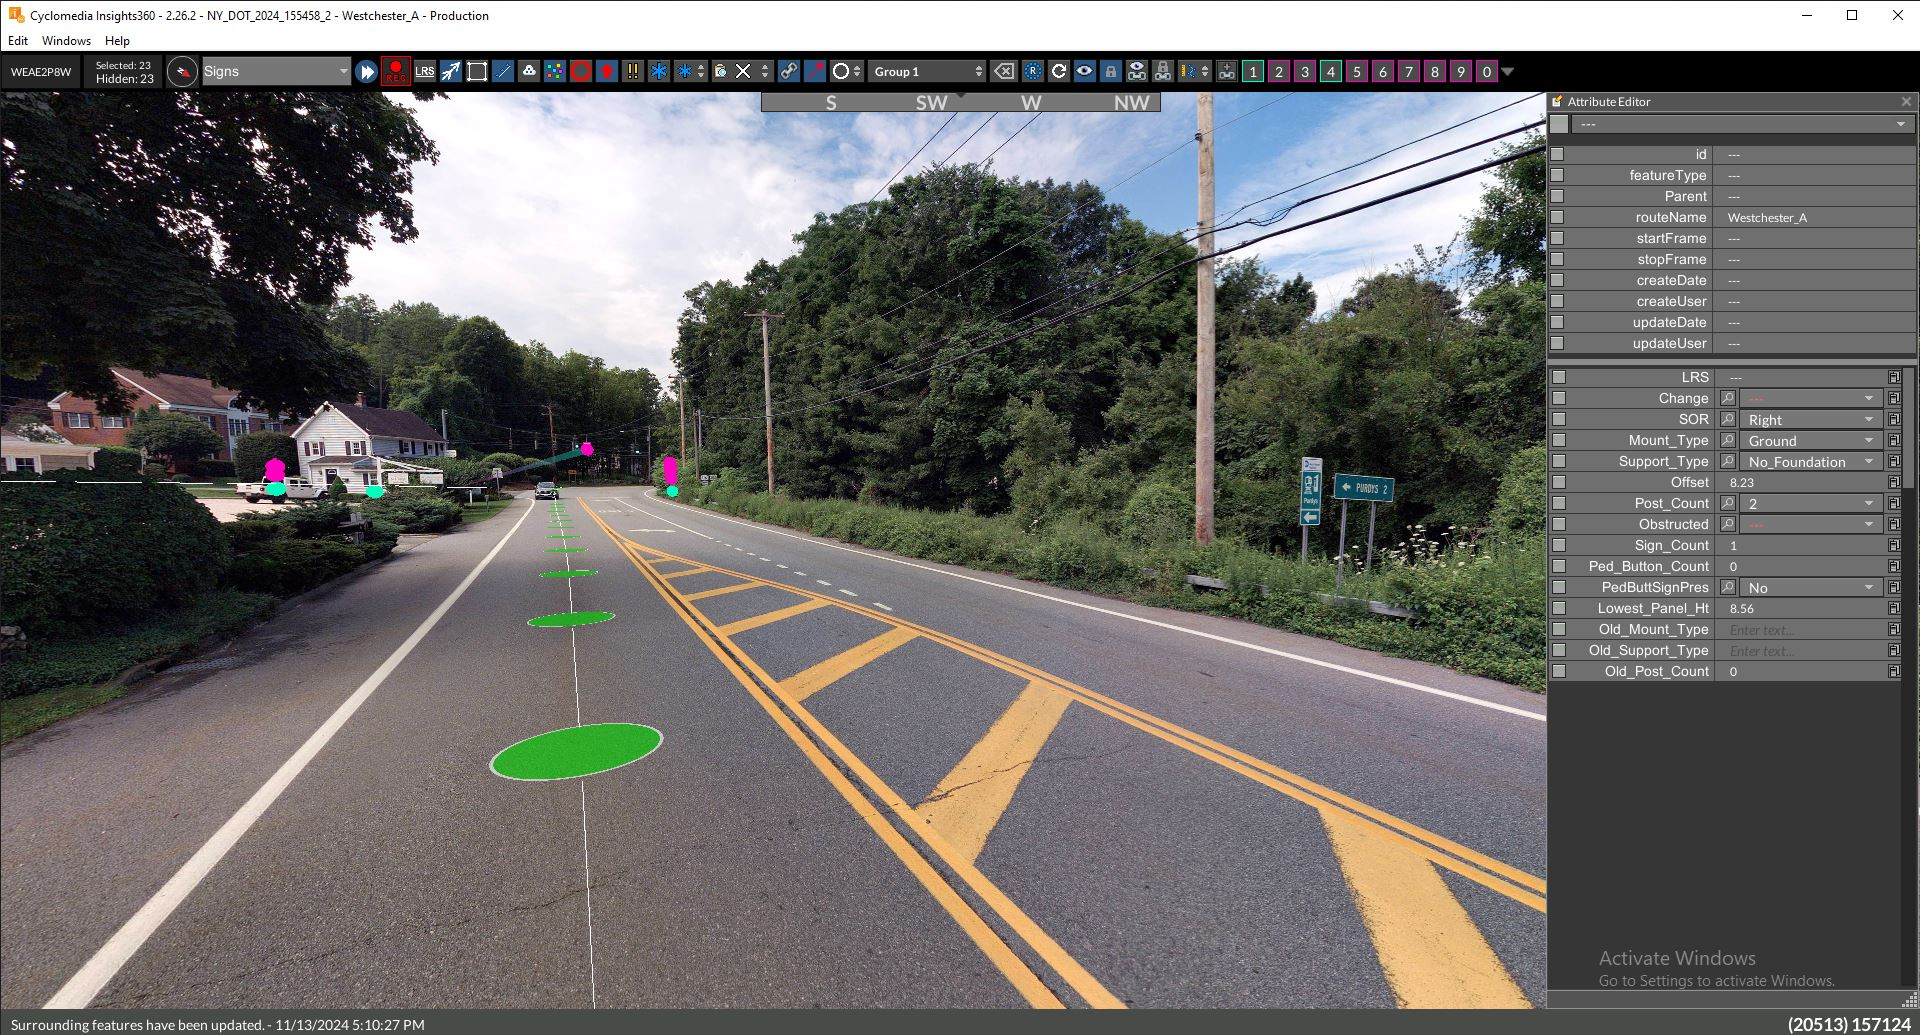 Cyclomedia Insights360 - 2.26.2 - NY_DOT_2024_155458_2 - Westchester_A - Production
Edit Windows Help
WEAE2P8W
Selected: 23
Hidden: 23
Signs
REC
LRS
Group 1
R
1 2 3 4 5 6 7 8 9 0
S SW W NW
Attribute Editor
---
id ---
featureType ---
Parent ---
routeName Westchester_A
startFrame ---
stopFrame ---
createDate ---
createUser ---
updateDate ---
updateUser ---
LRS ---
Change ---
SOR Right
Mount_Type Ground
Support_Type No_Foundation
Offset 8.23
Post_Count 2
Obstructed ---
Sign_Count 1
Ped_Button_Count 0
PedButtSignPres No
Lowest_Panel_Ht 8.56
Old_Mount_Type Enter text...
Old_Support_Type Enter text...
Old_Post_Count 0
PURDYS 2
Purdys
Activate Windows
Go to Settings to activate Windows.
Surrounding features have been updated. - 11/13/2024 5:10:27 PM
(20513) 157124